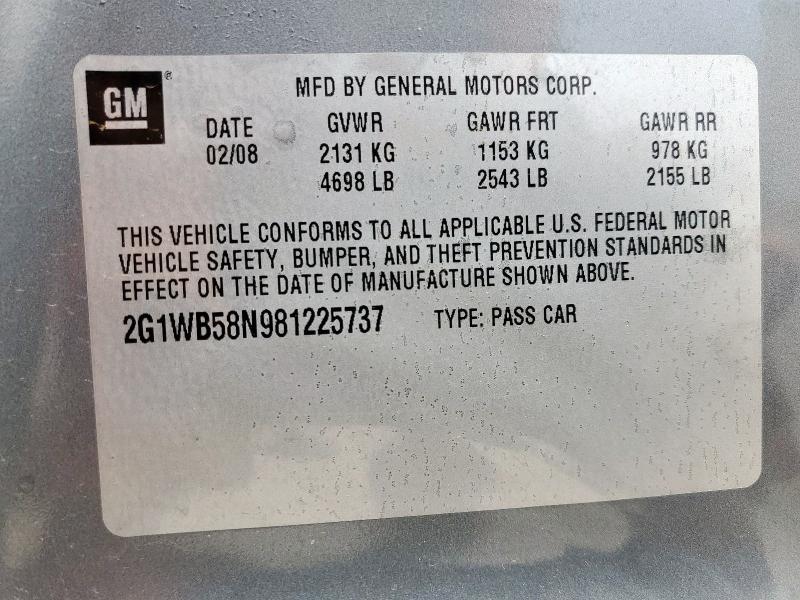 GM®
MFD BY GENERAL MOTORS CORP.
DATE GVWR GAWR FRT GAWR RR
02/08 2131 KG 1153 KG 978 KG
4698 LB 2543 LB 2155 LB
THIS VEHICLE CONFORMS TO ALL APPLICABLE U.S. FEDERAL MOTOR
VEHICLE SAFETY, BUMPER, AND THEFT PREVENTION STANDARDS IN
EFFECT ON THE DATE OF MANUFACTURE SHOWN ABOVE.
2G1WB58N981225737 TYPE: PASS CAR